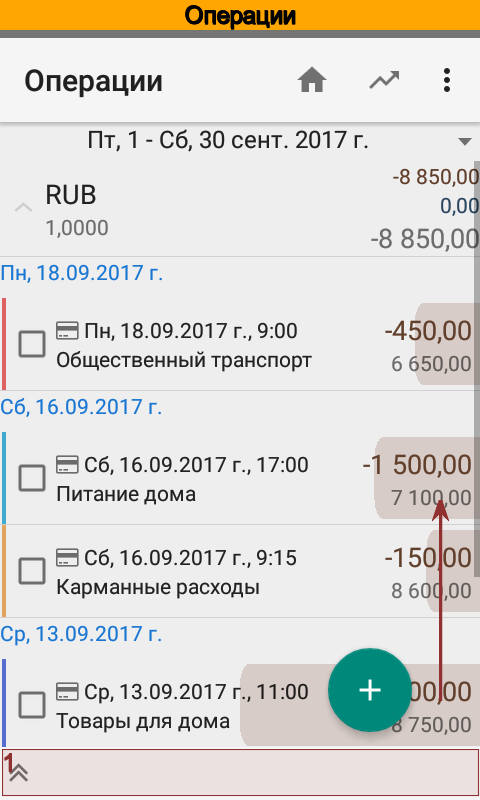 Операции
Операции
Пт, 1 - Сб, 30 сент. 2017 г.
RUB
-8 850,00
0,00
1,0000
-8 850,00
Пн, 18.09.2017 г.
Пн, 18.09.2017 г., 9:00
-450,00
Общественный транспорт
6 650,00
Сб, 16.09.2017 г.
Сб, 16.09.2017 г., 17:00
-1 500,00
Питание дома
7 100,00
Сб, 16.09.2017 г., 9:15
-150,00
Карманные расходы
8 600,00
Ср, 13.09.2017 г.
Ср, 13.09.2017 г., 11:00
00,00
Товары для дома
8 750,00
1